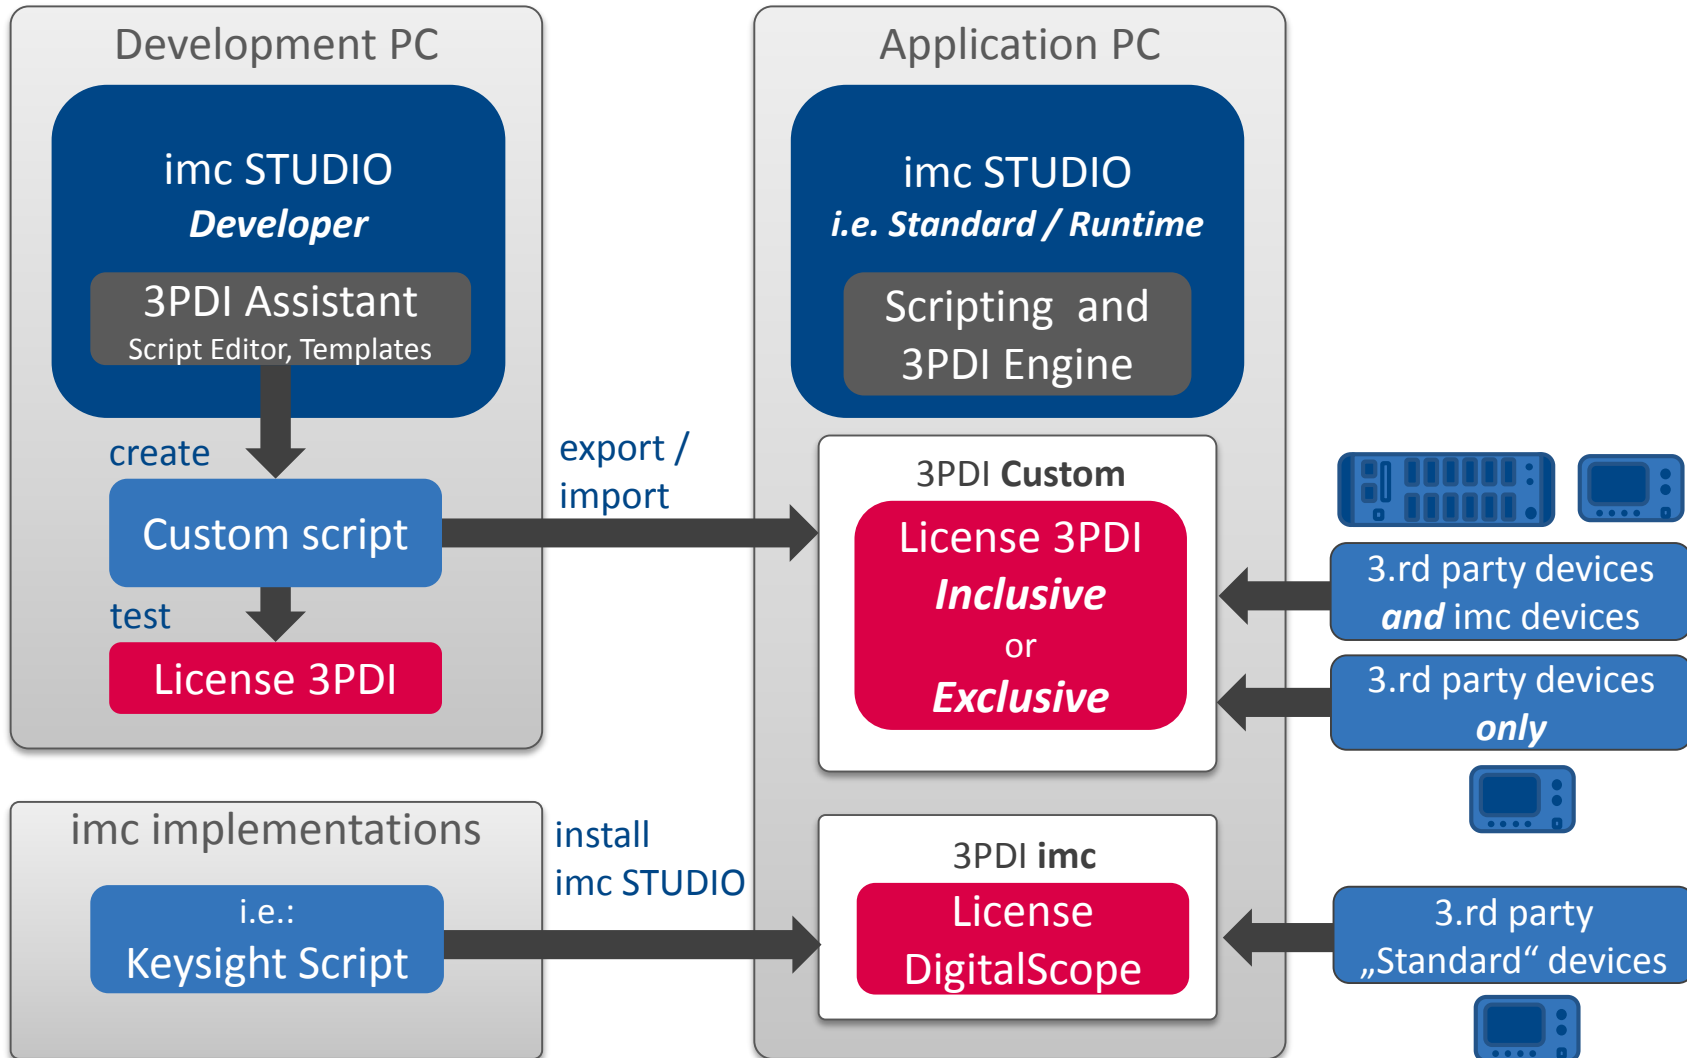 Development PC
imc STUDIO
Developer
3PDI Assistant
Script Editor, Templates
create
Custom script
test
License 3PDI
export /
import
imc implementations
i.e.:
Keysight Script
install
imc STUDIO
Application PC
imc STUDIO
i.e. Standard / Runtime
Scripting and
3PDI Engine
3PDI Custom
License 3PDI
Inclusive
or
Exclusive
3PDI imc
License
DigitalScope
3.rd party devices
and imc devices
3.rd party devices
only
3.rd party
„Standard“ devices